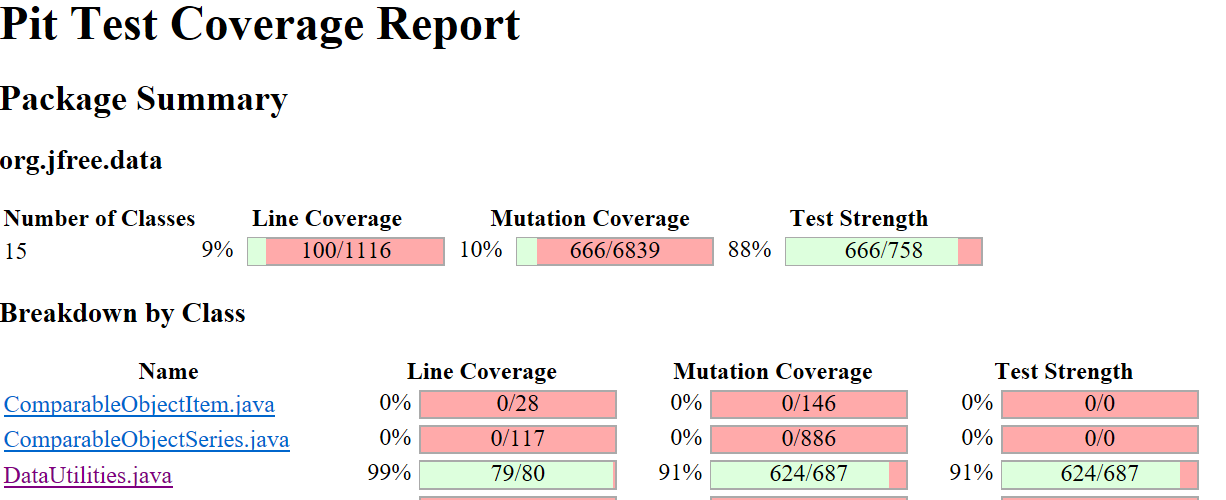 Pit Test Coverage Report
Package Summary
org.jfree.data
Number of Classes Line Coverage Mutation Coverage Test Strength
15 9% 100/1116 10% 666/6839 88% 666/758
Breakdown by Class
Name Line Coverage Mutation Coverage Test Strength
ComparableObjectItem.java 0% 0/28 0% 0/146 0% 0/0
ComparableObjectSeries.java 0% 0/117 0% 0/886 0% 0/0
DataUtilities.java 99% 79/80 91% 624/687 91% 624/687